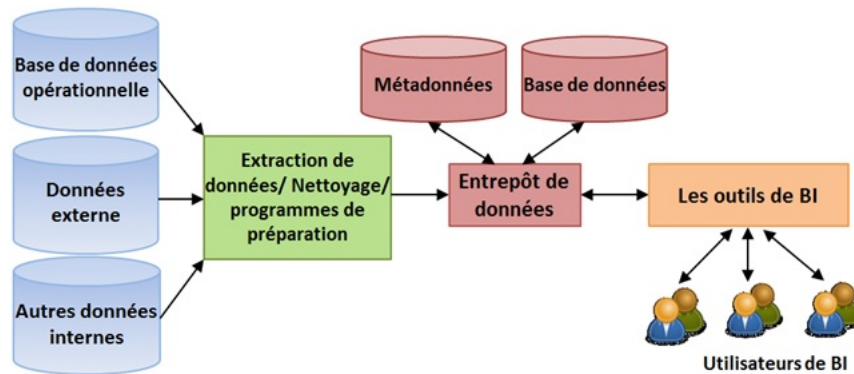 Base de données
opérationnelle
Données
externe
Autres données
internes
Extraction de
données/ Nettoyage/
programmes de
préparation
Métadonnées
Base de données
Entrepôt de
données
Les outils de BI
Utilisateurs de BI